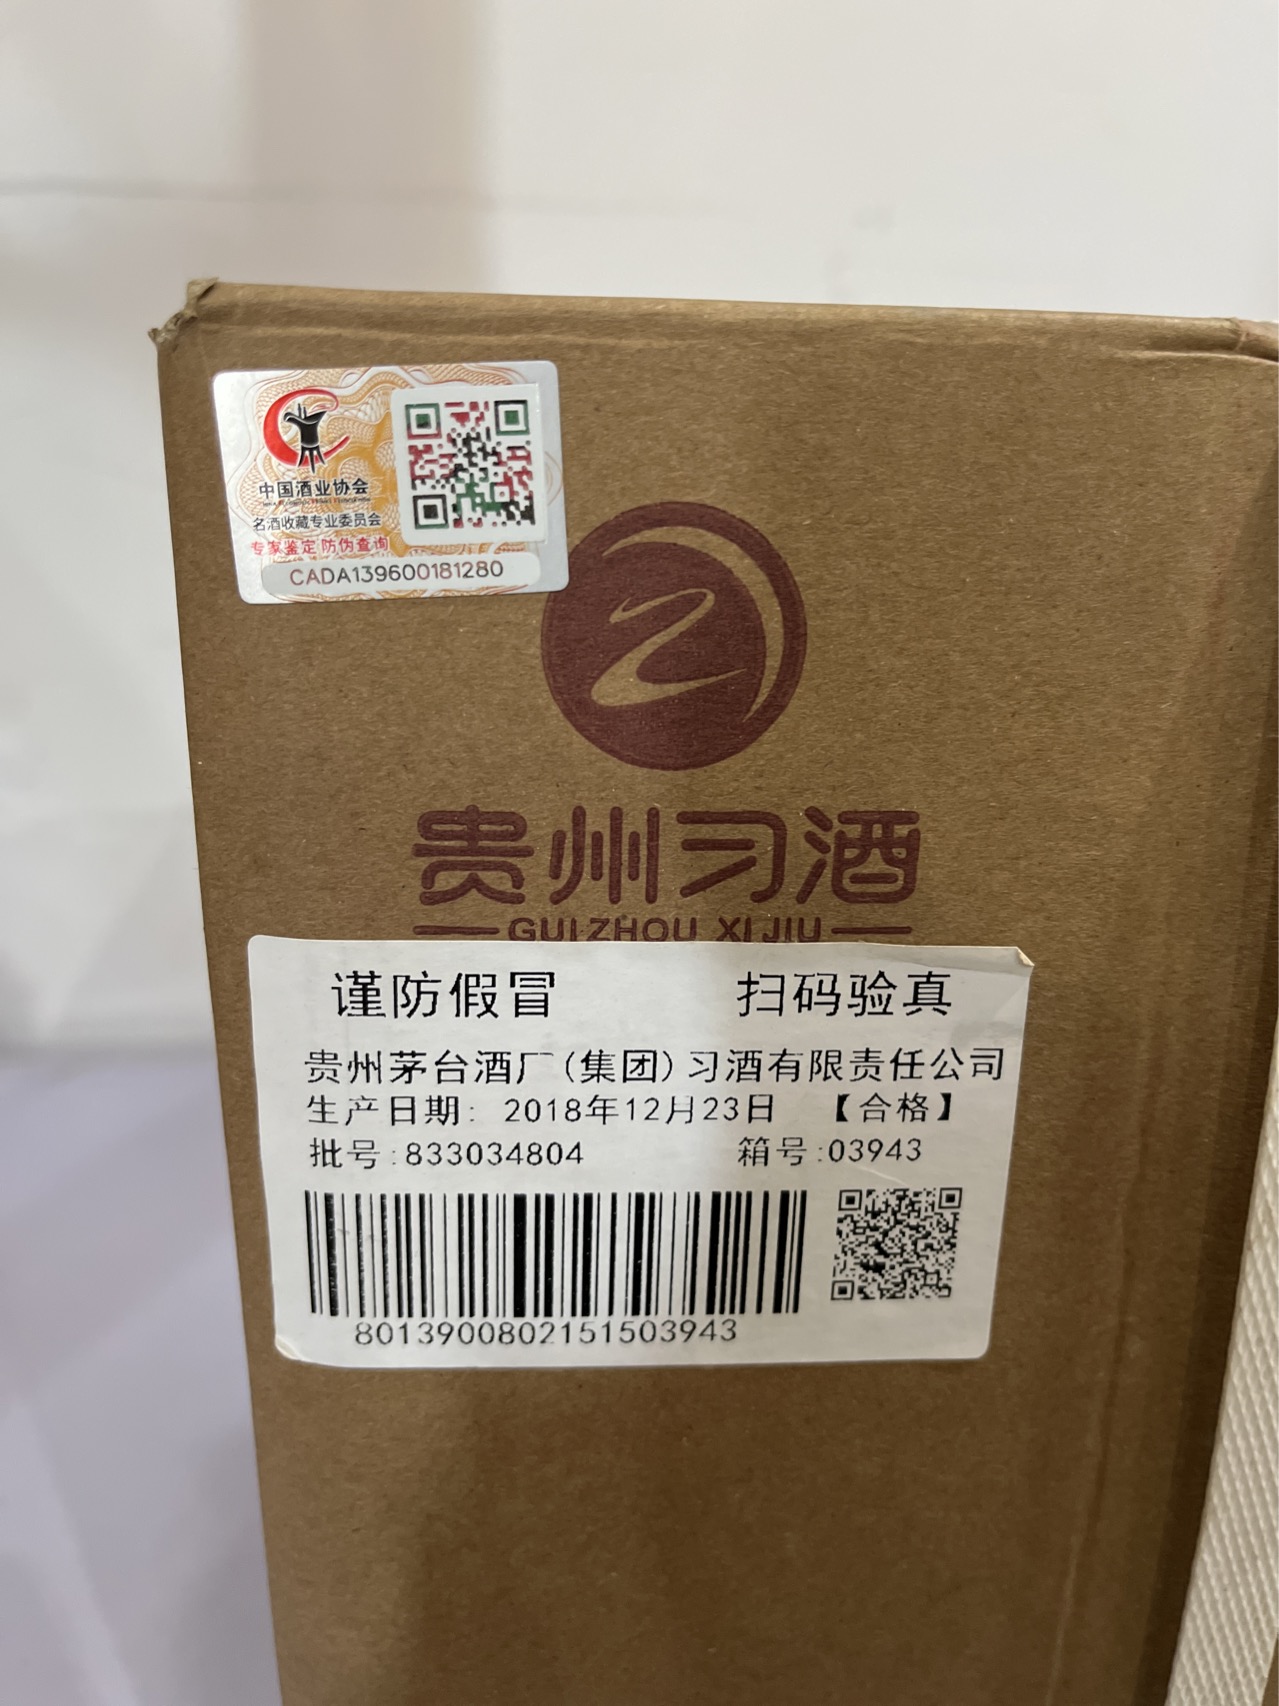 中国酒业协会
名酒收藏专业委员会
专家鉴定 防伪查询
CADA139600181280
贵州习酒
GUIZHOU XIJIU
谨防假冒 扫码验真
贵州茅台酒厂(集团)习酒有限责任公司
生产日期: 2018年12月23日 【合格】
批号:833034804 箱号:03943
8013900802151503943